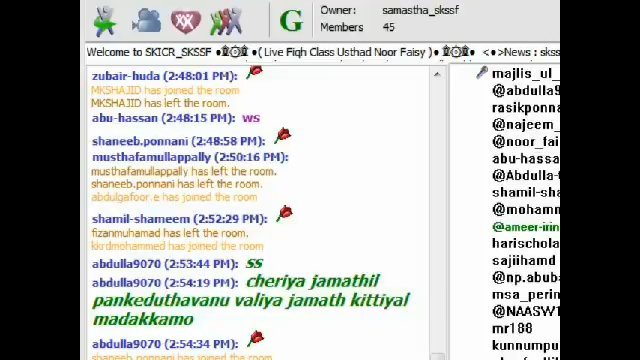 Owner: samastha_skssf
G
Members 45
Welcome to SKICR_SKSSF ( Live Fiqh Class Usthad Noor Faisy ) < >News : skss
zubair-huda (2:48:01 PM):
MKSHAJID has joined the room
MKSHAJID has left the room.
abu-hassan (2:48:15 PM): ws
shaneeb.ponnani (2:48:58 PM):
musthafamullappally (2:50:16 PM):
musthafamullappally has left the room.
shaneeb.ponnani has left the room.
abdulgafoor.e has joined the room
shamil-shameem (2:52:29 PM):
fizanmuhamad has left the room.
kkrdmohammed has joined the room
abdulla9070 (2:53:44 PM): ss
abdulla9070 (2:54:19 PM): cheriya jamathil
pankeduthavanu valiya jamath kittiyal
madakkamo
abdulla9070 (2:54:34 PM):
shaneeb.ponnani has joined the room
majlis_ul_
@abdulla9
rasikponna
@najeem_
@noor_fai
abu-hassa
@Abdulla-
shamil-sha
@mohamm
@ameer-irin
harischola
sajiihamd
@np.abub
msa_perin
@NAASW1
mr188
kunnumpu